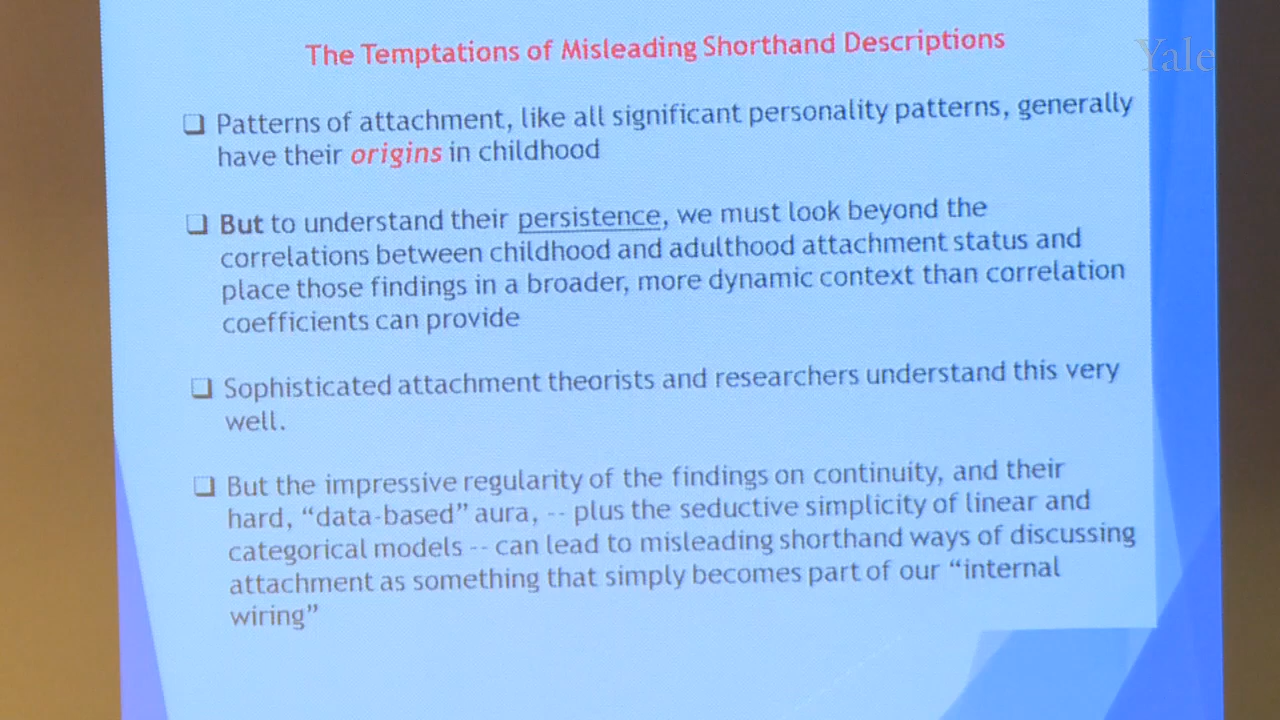 The Temptations of Misleading Shorthand Descriptions
Yale
❑ Patterns of attachment, like all significant personality patterns, generally
have their origins in childhood
❑ But to understand their persistence, we must look beyond the
correlations between childhood and adulthood attachment status and
place those findings in a broader, more dynamic context than correlation
coefficients can provide
❑ Sophisticated attachment theorists and researchers understand this very
well.
❑ But the impressive regularity of the findings on continuity, and their
hard, “data-based” aura, -- plus the seductive simplicity of linear and
categorical models -- can lead to misleading shorthand ways of discussing
attachment as something that simply becomes part of our “internal
wiring”